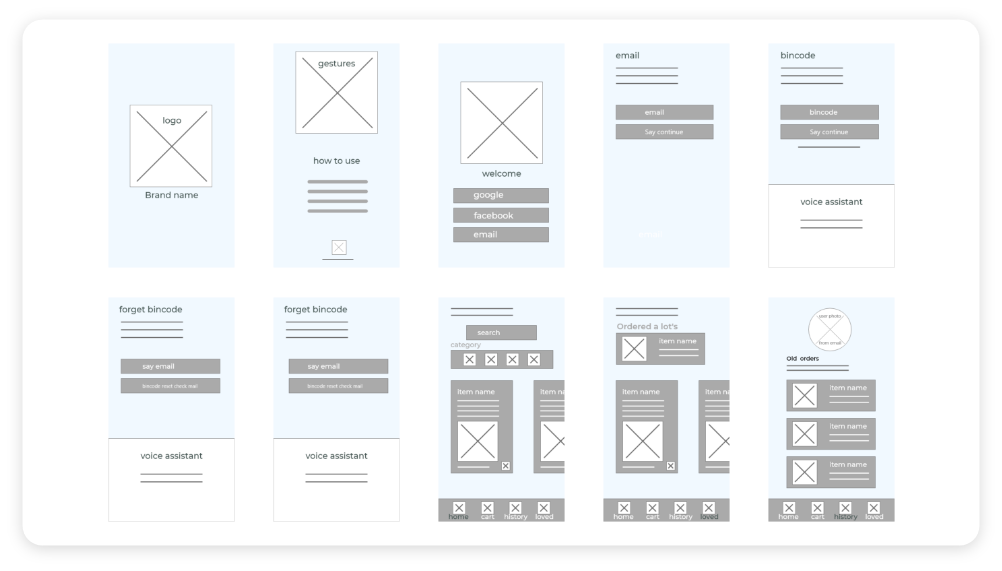 logo
Brand name
gestures
how to use
welcome
google
facebook
email
email
email
Say continue
bincode
bincode
Say continue
voice assistant
forget bincode
say email
bincode reset check mail
voice assistant
forget bincode
say email
bincode reset check mail
voice assistant
search
category
Item name
home cart history loved
Ordered a lot's
Item name
Item name
home cart history loved
user photo
from email
Old orders
Item name
Item name
Item name
home cart history loved